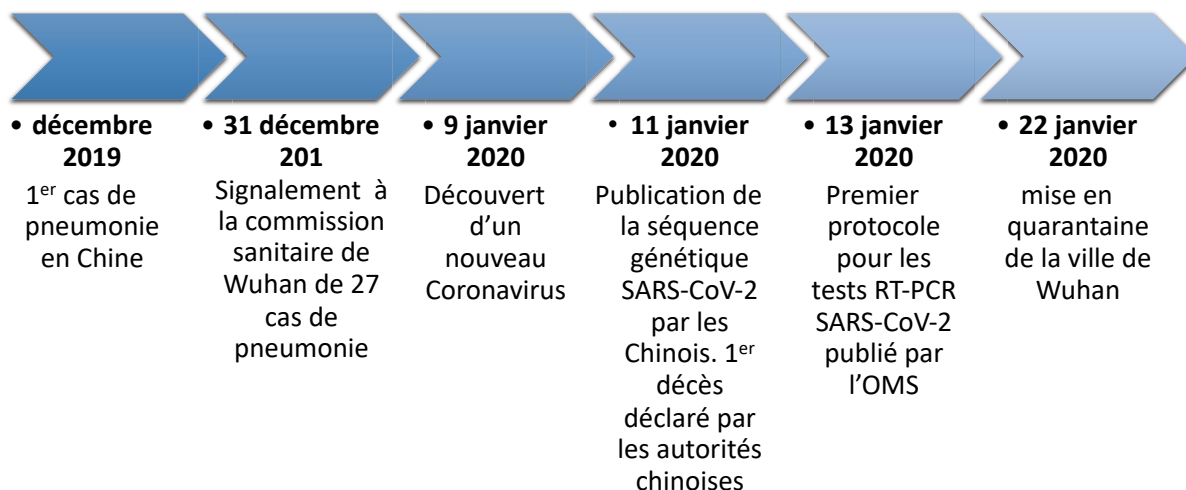 • décembre
2019
1er cas de
pneumonie
en Chine
• 31 décembre
201
Signalement à
la commission
sanitaire de
Wuhan de 27
cas de
pneumonie
• 9 janvier
2020
Découvert
d’un
nouveau
Coronavirus
• 11 janvier
2020
Publication de
la séquence
génétique
SARS-CoV-2
par les
Chinois. 1er
décès
déclaré par
les autorités
chinoises
• 13 janvier
2020
Premier
protocole
pour les
tests RT-PCR
SARS-CoV-2
publié par
l’OMS
• 22 janvier
2020
mise en
quarantaine
de la ville de
Wuhan